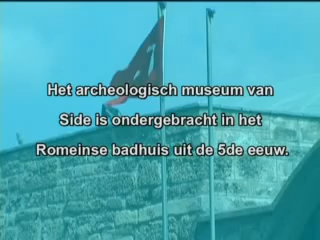 Het archeologisch museum van
Side is ondergebracht in het
Romeinse badhuis uit de 5de eeuw.